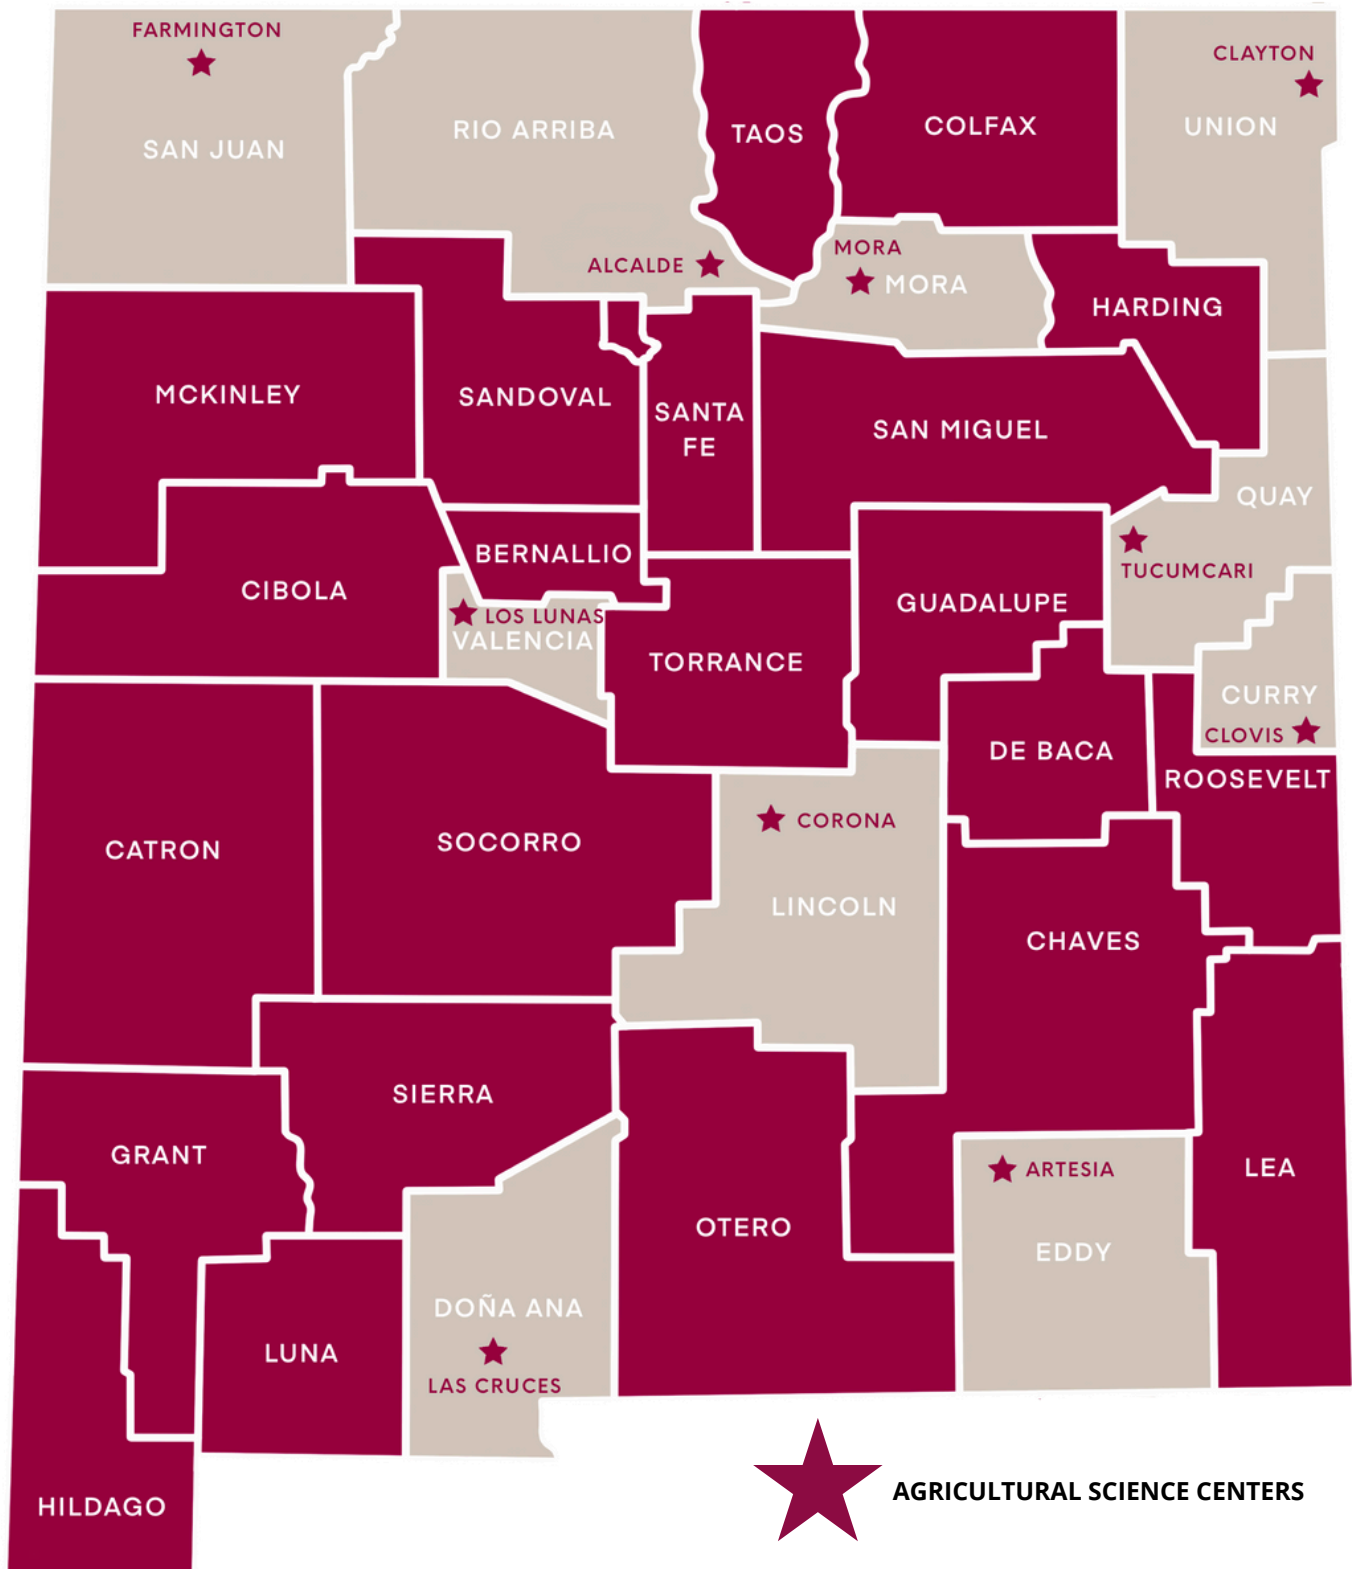 FARMINGTON
CLAYTON
SAN JUAN
RIO ARRIBA
TAOS
COLFAX
UNION
ALCALDE
MORA
MORA
HARDING
MCKINLEY
SANDOVAL
SANTA
FE
SAN MIGUEL
QUAY
TUCUMCARI
BERNALLIO
CIBOLA
LOS LUNAS
VALENCIA
TORRANCE
GUADALUPE
CURRY
CLOVIS
DE BACA
ROOSEVELT
CATRON
SOCORRO
CORONA
LINCOLN
CHAVES
SIERRA
GRANT
ARTESIA
LEA
OTERO
EDDY
DOÑA ANA
LUNA
LAS CRUCES
HILDAGO
AGRICULTURAL SCIENCE CENTERS